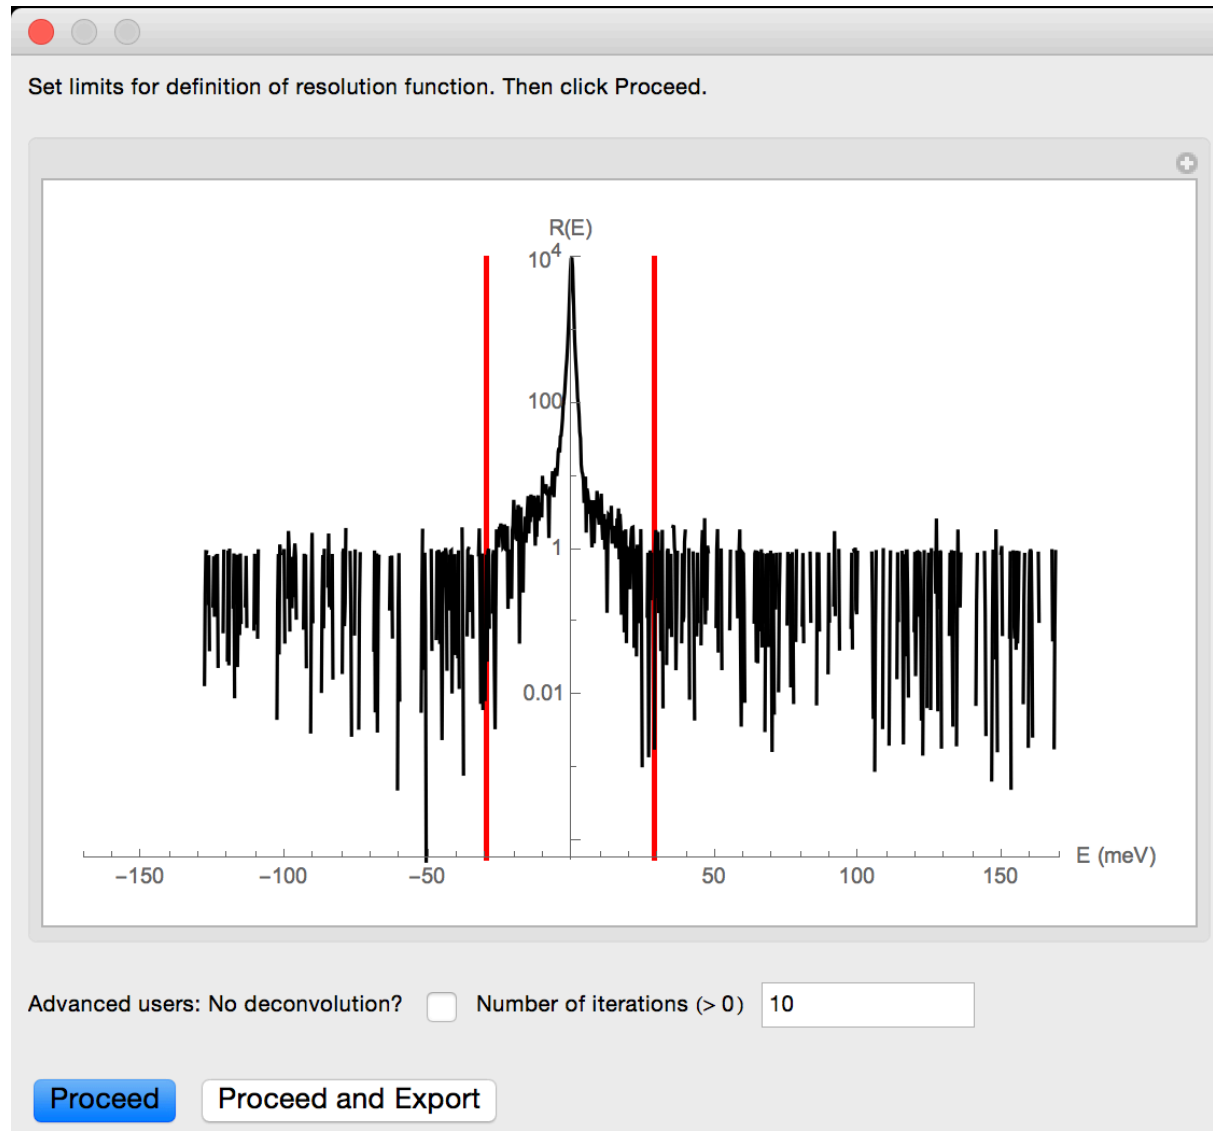 Set limits for definition of resolution function. Then click Proceed.
R(E)
10^4
100
1
0.01
−150 −100 −50 50 100 150 E (meV)
Advanced users: No deconvolution? Number of iterations (> 0) 10
Proceed Proceed and Export